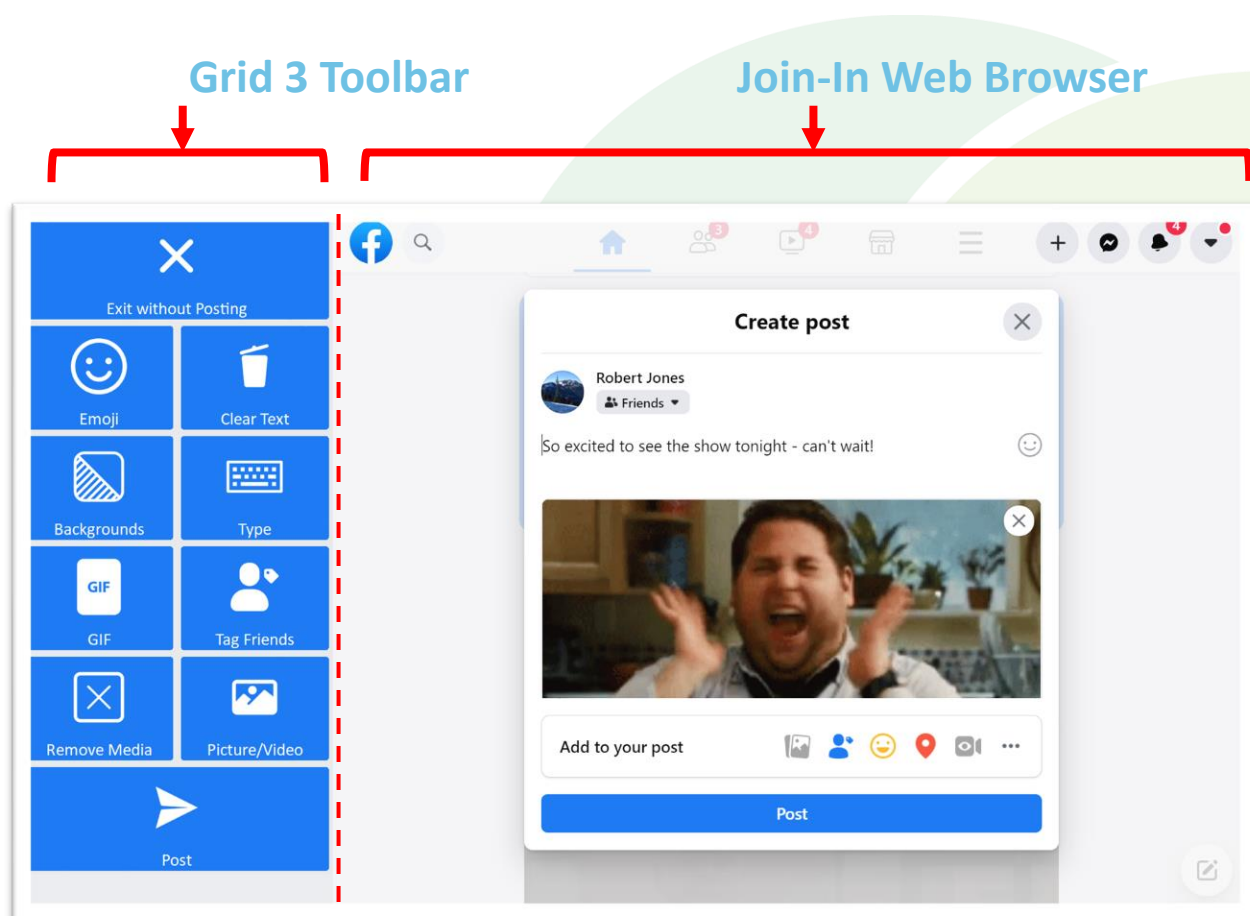 Grid 3 Toolbar
Join-In Web Browser
Exit without Posting
Emoji
Clear Text
Backgrounds
Type
GIF
GIF
Tag Friends
Remove Media
Picture/Video
Post
f
3
4
4
Create post
Robert Jones
Friends
So excited to see the show tonight - can't wait!
Add to your post
Post